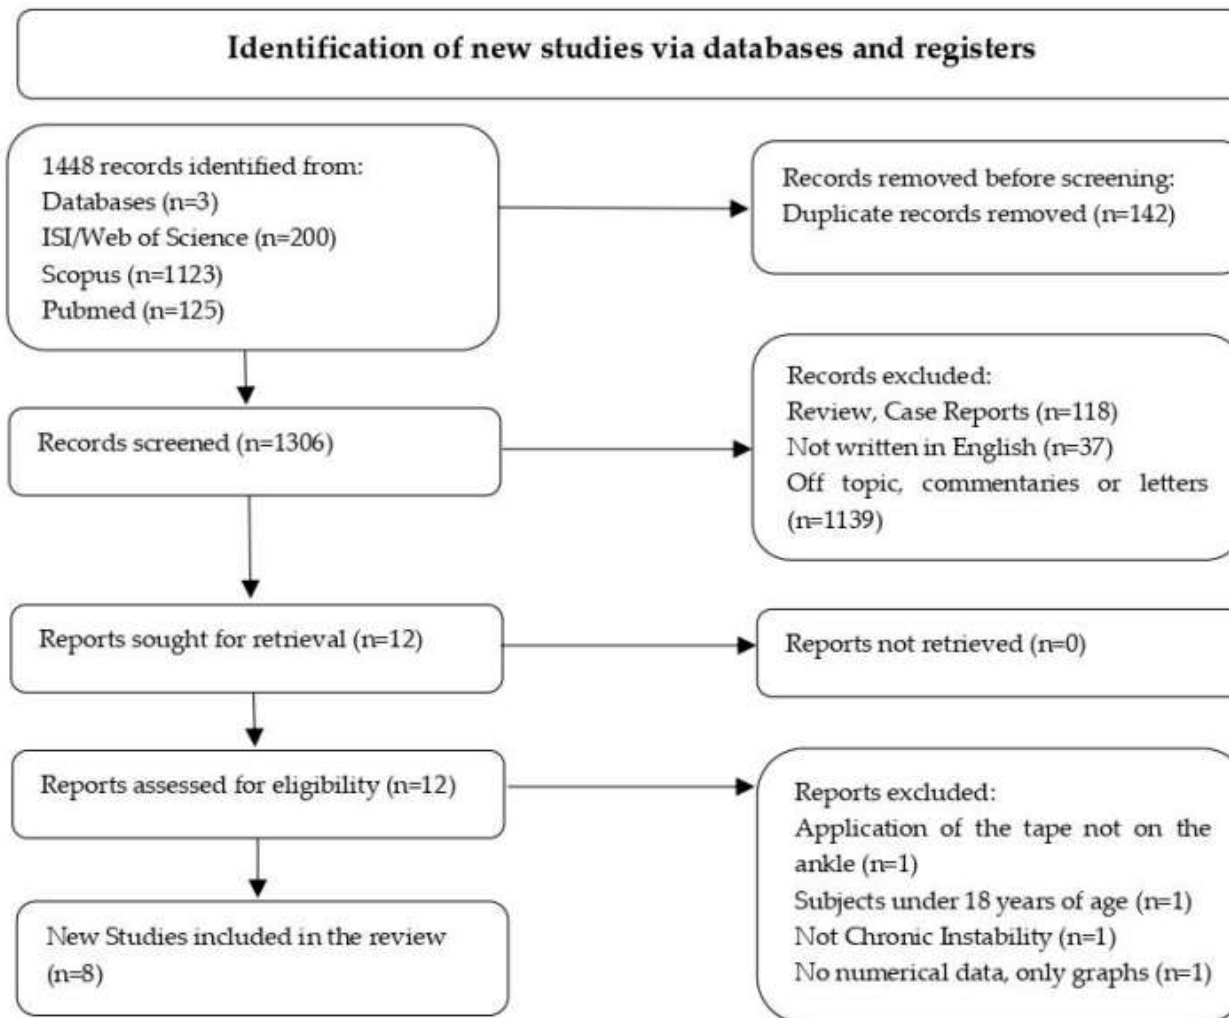 Identification of new studies via databases and registers
1448 records identified from:
Databases (n=3)
ISI/Web of Science (n=200)
Scopus (n=1123)
Pubmed (n=125)
Records removed before screening:
Duplicate records removed (n=142)
Records screened (n=1306)
Records excluded:
Review, Case Reports (n=118)
Not written in English (n=37)
Off topic, commentaries or letters
(n=1139)
Reports sought for retrieval (n=12)
Reports not retrieved (n=0)
Reports assessed for eligibility (n=12)
Reports excluded:
Application of the tape not on the
ankle (n=1)
Subjects under 18 years of age (n=1)
Not Chronic Instability (n=1)
No numerical data, only graphs (n=1)
New Studies included in the review
(n=8)